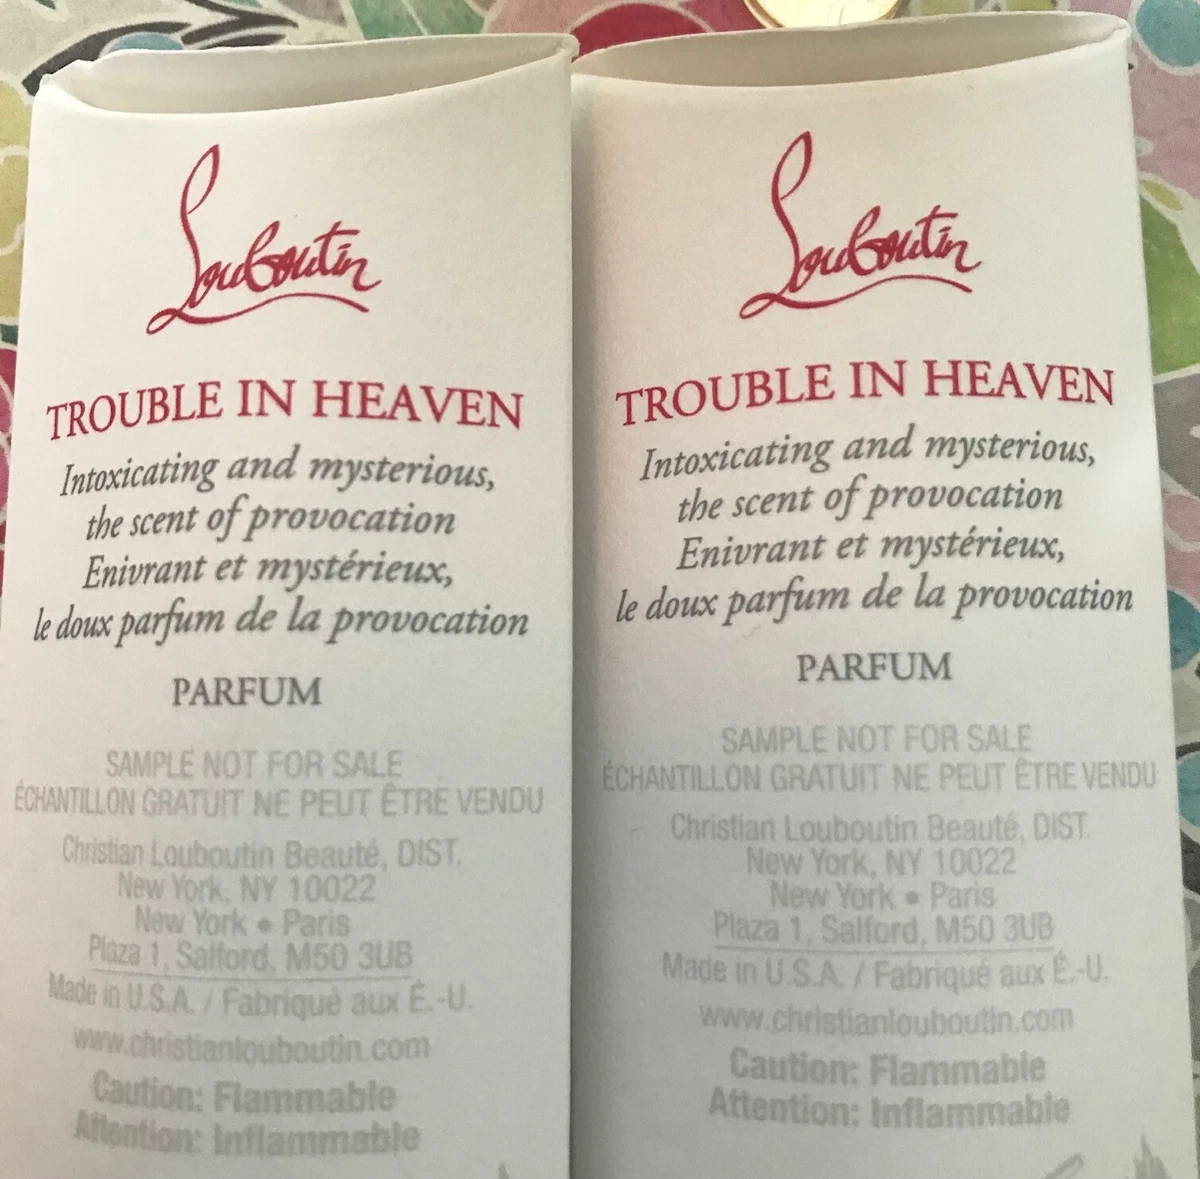 Louboutin
TROUBLE IN HEAVEN
Intoxicating and mysterious,
the scent of provocation
Enivrant et mystérieux,
le doux parfum de la provocation
PARFUM
SAMPLE NOT FOR SALE
ÉCHANTILLON GRATUIT NE PEUT ÊTRE VENDU
Christian Louboutin Beauté, DIST.
New York, NY 10022
New York • Paris
Plaza 1, Salford, M50 3UB
Made in U.S.A. / Fabriqué aux É.-U.
www.christianlouboutin.com
Caution: Flammable
Attention: Inflammable
Louboutin
TROUBLE IN HEAVEN
Intoxicating and mysterious,
the scent of provocation
Enivrant et mystérieux,
le doux parfum de la provocation
PARFUM
SAMPLE NOT FOR SALE
ÉCHANTILLON GRATUIT NE PEUT ÊTRE VENDU
Christian Louboutin Beauté, DIST.
New York, NY 10022
New York • Paris
Plaza 1, Salford, M50 3UB
Made in U.S.A. / Fabriqué aux É.-U.
www.christianlouboutin.com
Caution: Flammable
Attention: Inflammable